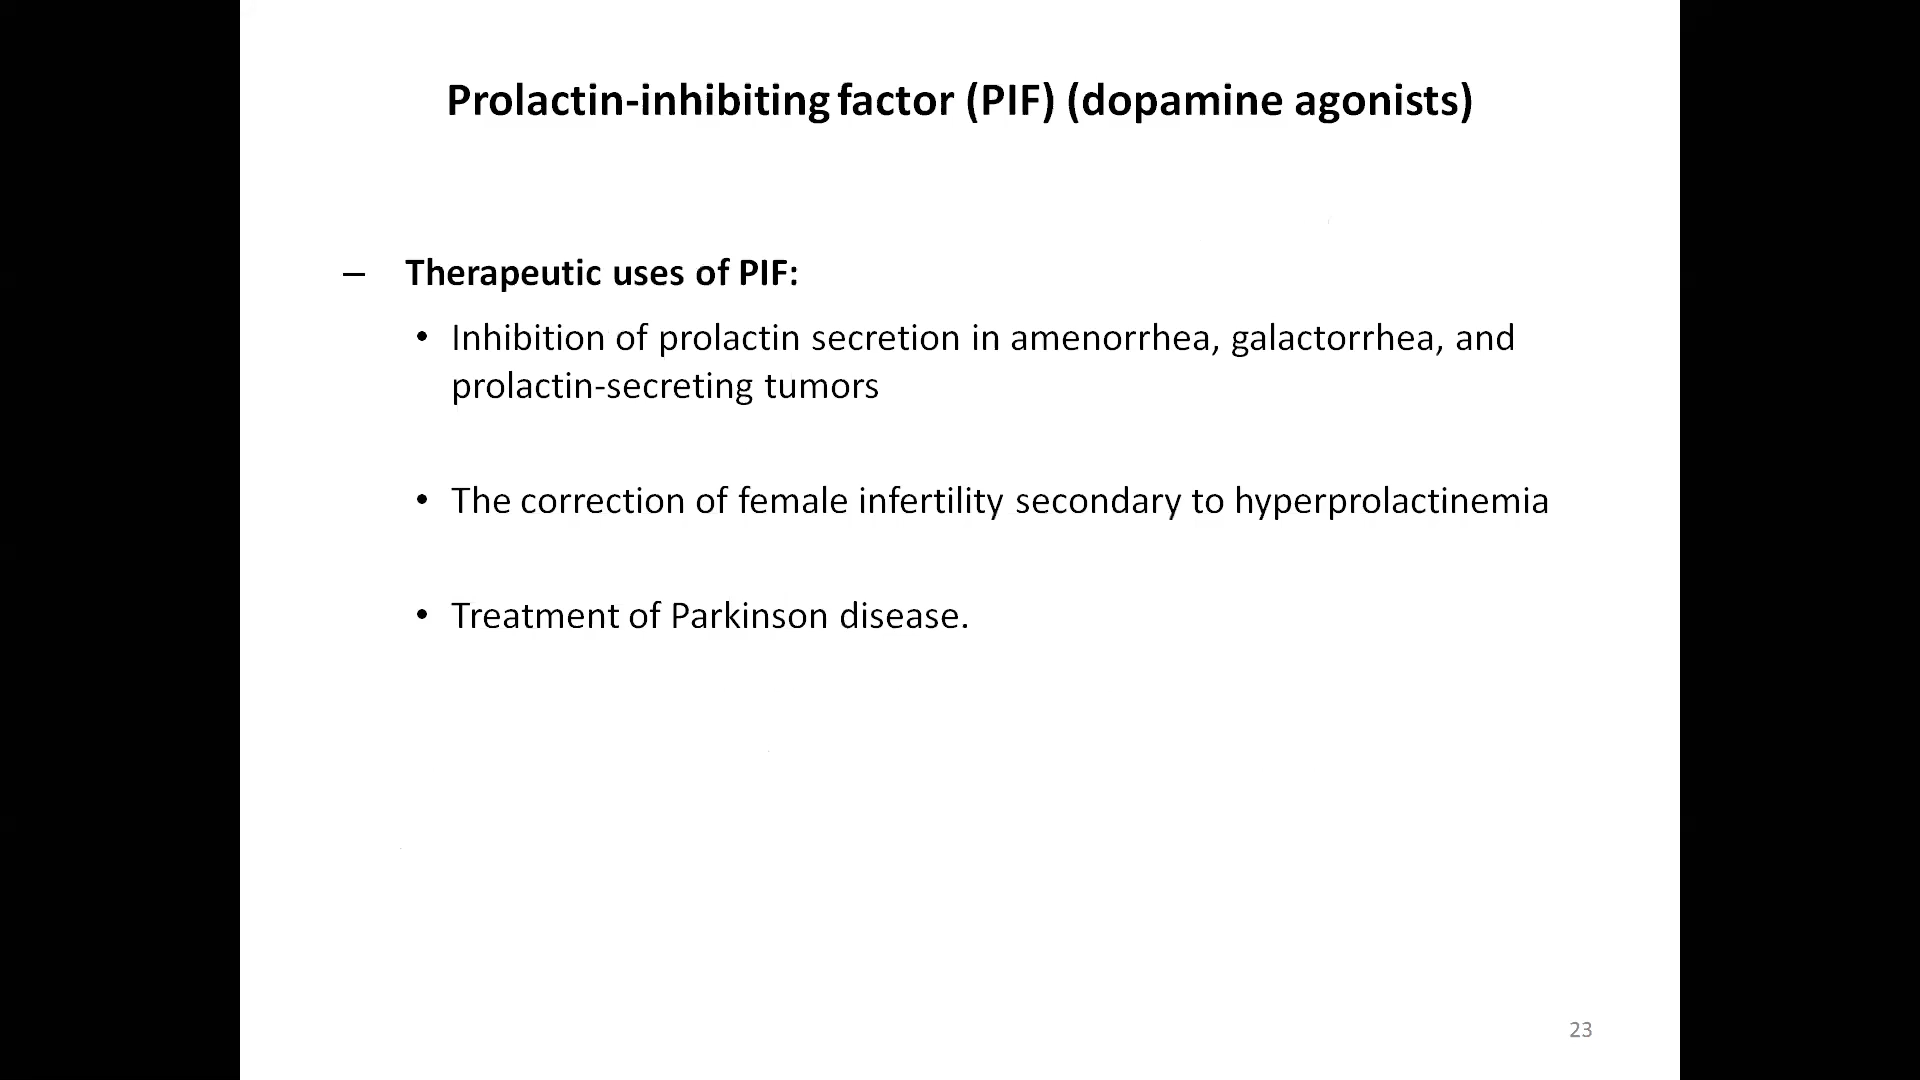 Prolactin-inhibiting factor (PIF) (dopamine agonists)
– Therapeutic uses of PIF:
• Inhibition of prolactin secretion in amenorrhea, galactorrhea, and
prolactin-secreting tumors
• The correction of female infertility secondary to hyperprolactinemia
• Treatment of Parkinson disease.
23